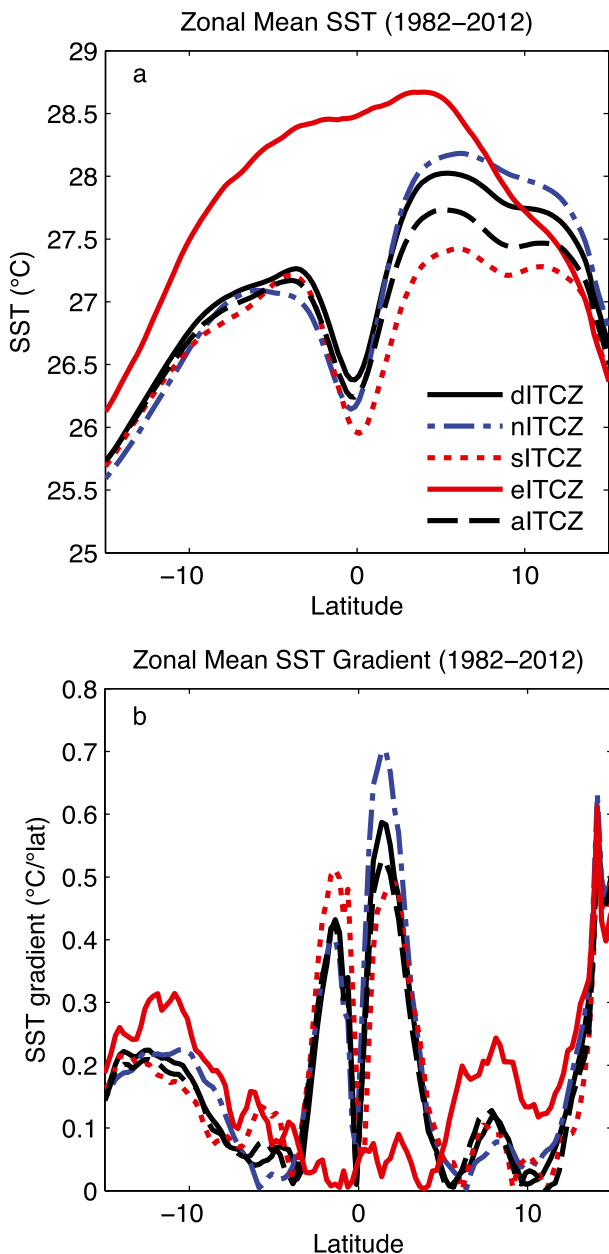 Zonal Mean SST (1982−2012)
a
29
28.5
28
27.5
27
26.5
26
25.5
25
SST (°C)
dITCZ
nITCZ
sITCZ
eITCZ
aITCZ
−10 0 10
Latitude
Zonal Mean SST Gradient (1982−2012)
b
0.8
0.7
0.6
0.5
0.4
0.3
0.2
0.1
0
SST gradient (°C/°lat)
−10 0 10
Latitude